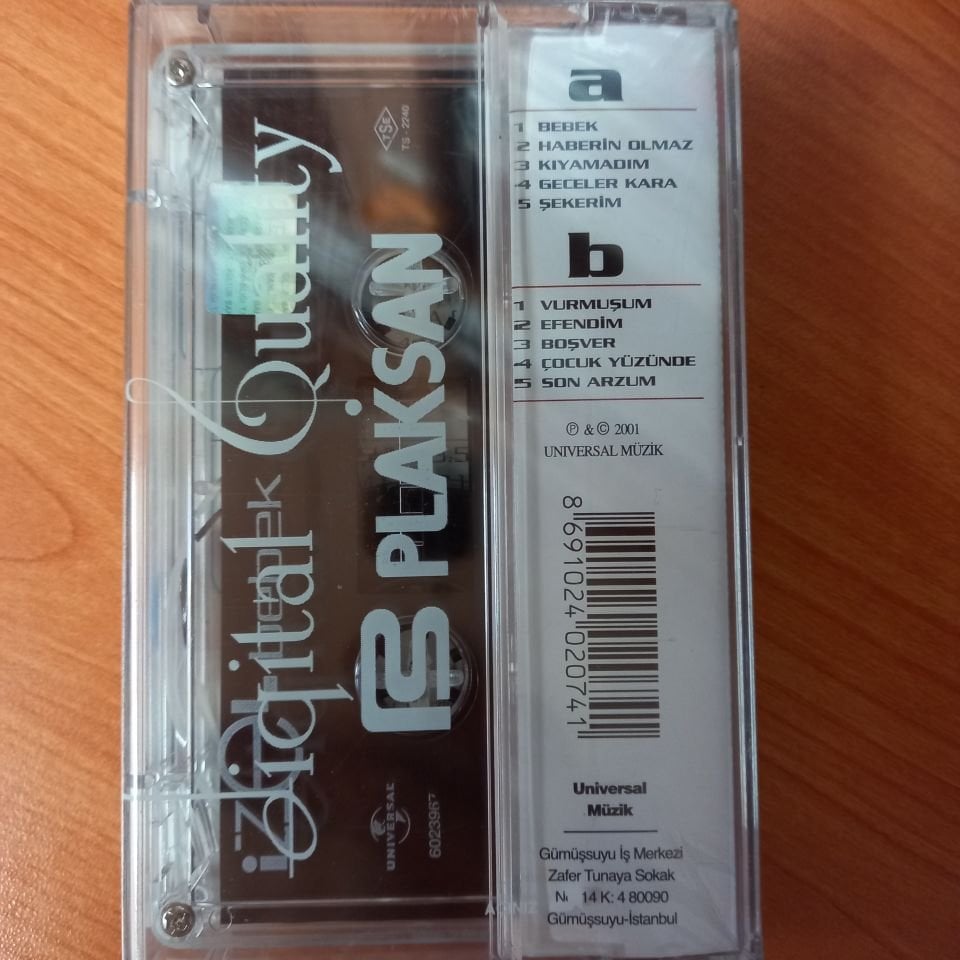 Digital Quality
PLAKSAN
TSE
TS - 2240
UNIVERSAL
6023967
a
1 BEBEK
2 HABERİN OLMAZ
3 KIYAMADIM
4 GECELER KARA
5 ŞEKERİM
b
1 VURMUŞUM
2 EFENDİM
3 BOŞVER
4 ÇOCUK YÜZÜNDE
5 SON ARZUM
℗ & © 2001
UNIVERSAL MÜZİK
8 691024 020741
Universal
Müzik
Gümüşsuyu İş Merkezi
Zafer Tunaya Sokak
14 K: 4 80090
Gümüşsuyu-İstanbul